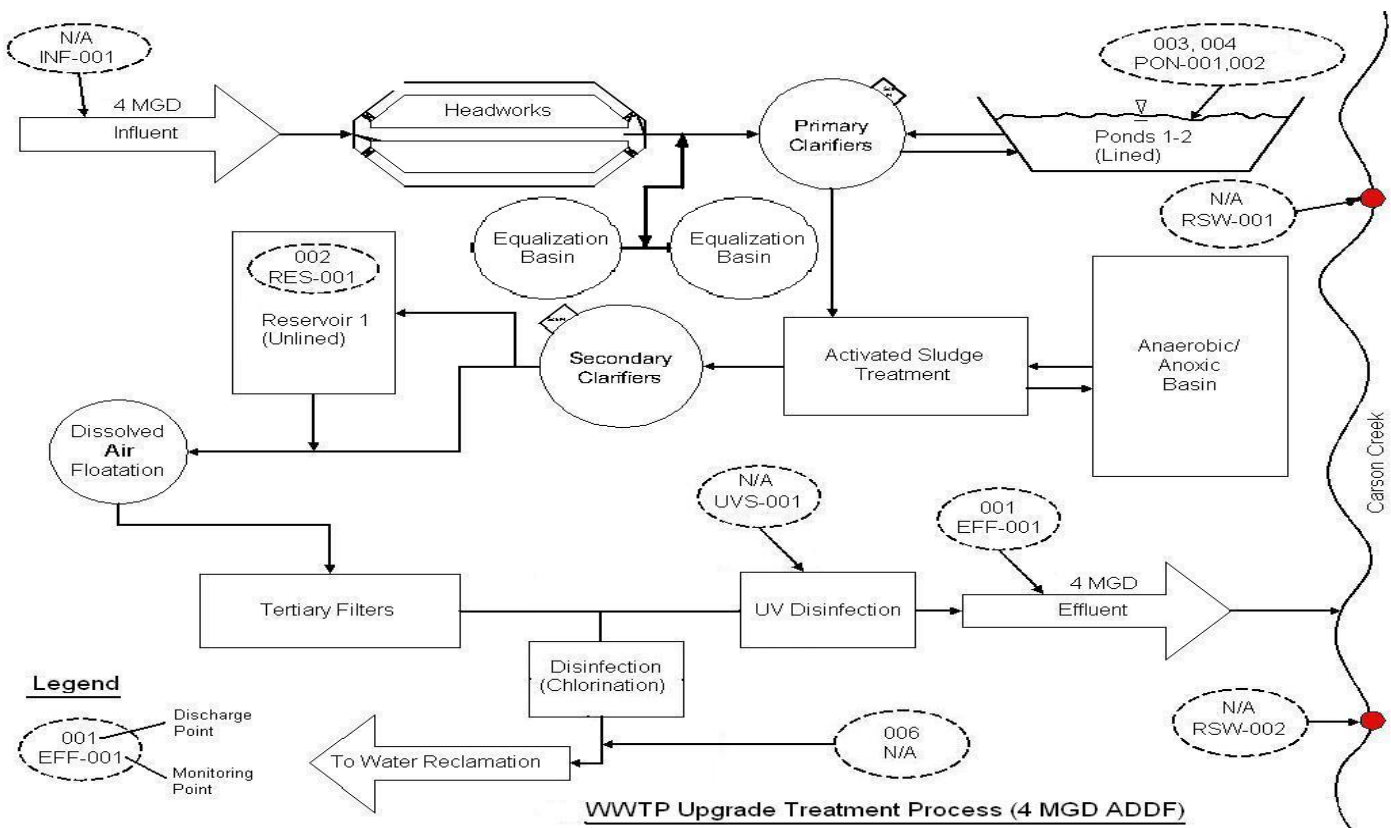 N/A
INF-001
4 MGD
Influent
Headworks
Primary
Clarifiers
003, 004
PON-001,002
Ponds 1-2
(Lined)
N/A
RSW-001
Equalization
Basin
Equalization
Basin
002
RES-001
Reservoir 1
(Unlined)
Secondary
Clarifiers
Activated Sludge
Treatment
Anaerobic/
Anoxic
Basin
Carson Creek
Dissolved
Air
Floatation
N/A
UVS-001
001
EFF-001
Tertiary Filters
UV Disinfection
4 MGD
Effluent
Disinfection
(Chlorination)
Legend
001
EFF-001
Discharge
Point
Monitoring
Point
To Water Reclamation
006
N/A
N/A
RSW-002
WWTP Upgrade Treatment Process (4 MGD ADDF)